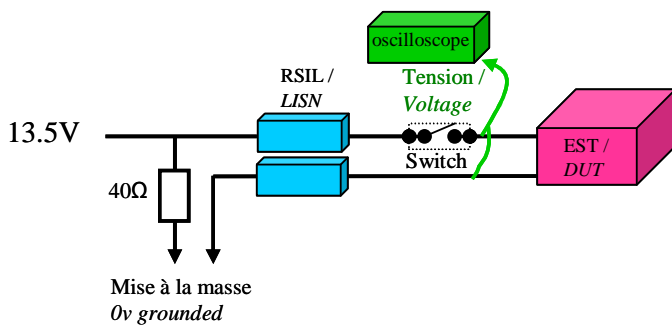 oscilloscope
RSIL /
LISN
Tension /
Voltage
13.5V
Switch
EST /
DUT
40Ω
Mise à la masse
0v grounded